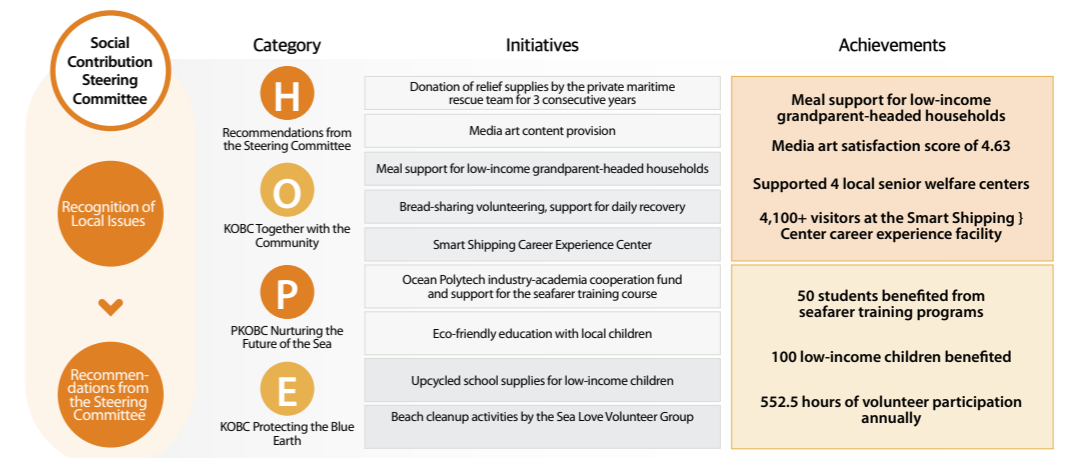 Social
Contribution
Steering
Committee
Recognition of
Local Issues
Recommen-
dations from
the Steering
Committee
Category
Initiatives
Achievements
H
Recommendations from
the Steering Committee
Donation of relief supplies by the private maritime
rescue team for 3 consecutive years
Media art content provision
O
KOBC Together with the
Community
Meal support for low-income grandparent-headed households
Bread-sharing volunteering, support for daily recovery
Smart Shipping Career Experience Center
Meal support for low-income
grandparent-headed households
Media art satisfaction score of 4.63
Supported 4 local senior welfare centers
4,100+ visitors at the Smart Shipping }
Center career experience facility
P
PKOBC Nurturing the
Future of the Sea
Ocean Polytech industry-academia cooperation fund
and support for the seafarer training course
Eco-friendly education with local children
E
KOBC Protecting the Blue
Earth
Upcycled school supplies for low-income children
Beach cleanup activities by the Sea Love Volunteer Group
50 students benefited from
seafarer training programs
100 low-income children benefited
552.5 hours of volunteer participation
annually